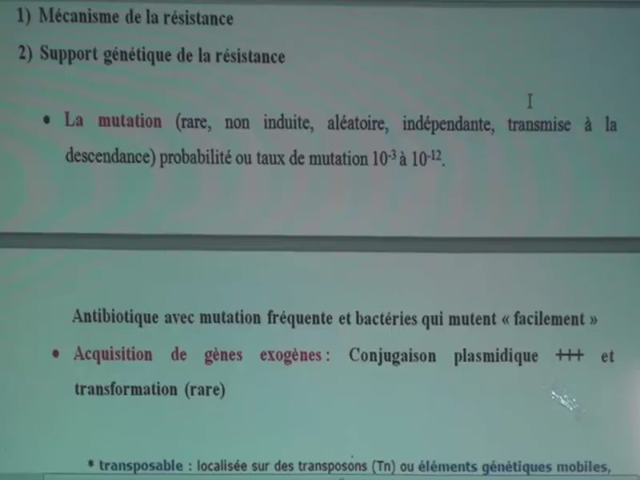 1) Mécanisme de la résistance
2) Support génétique de la résistance
• La mutation (rare, non induite, aléatoire, indépendante, transmise à la
descendance) probabilité ou taux de mutation 10⁻³ à 10⁻¹².
Antibiotique avec mutation fréquente et bactéries qui mutent « facilement »
• Acquisition de gènes exogènes : Conjugaison plasmidique +++ et
transformation (rare)
* transposable : localisée sur des transposons (Tn) ou éléments génétiques mobiles,